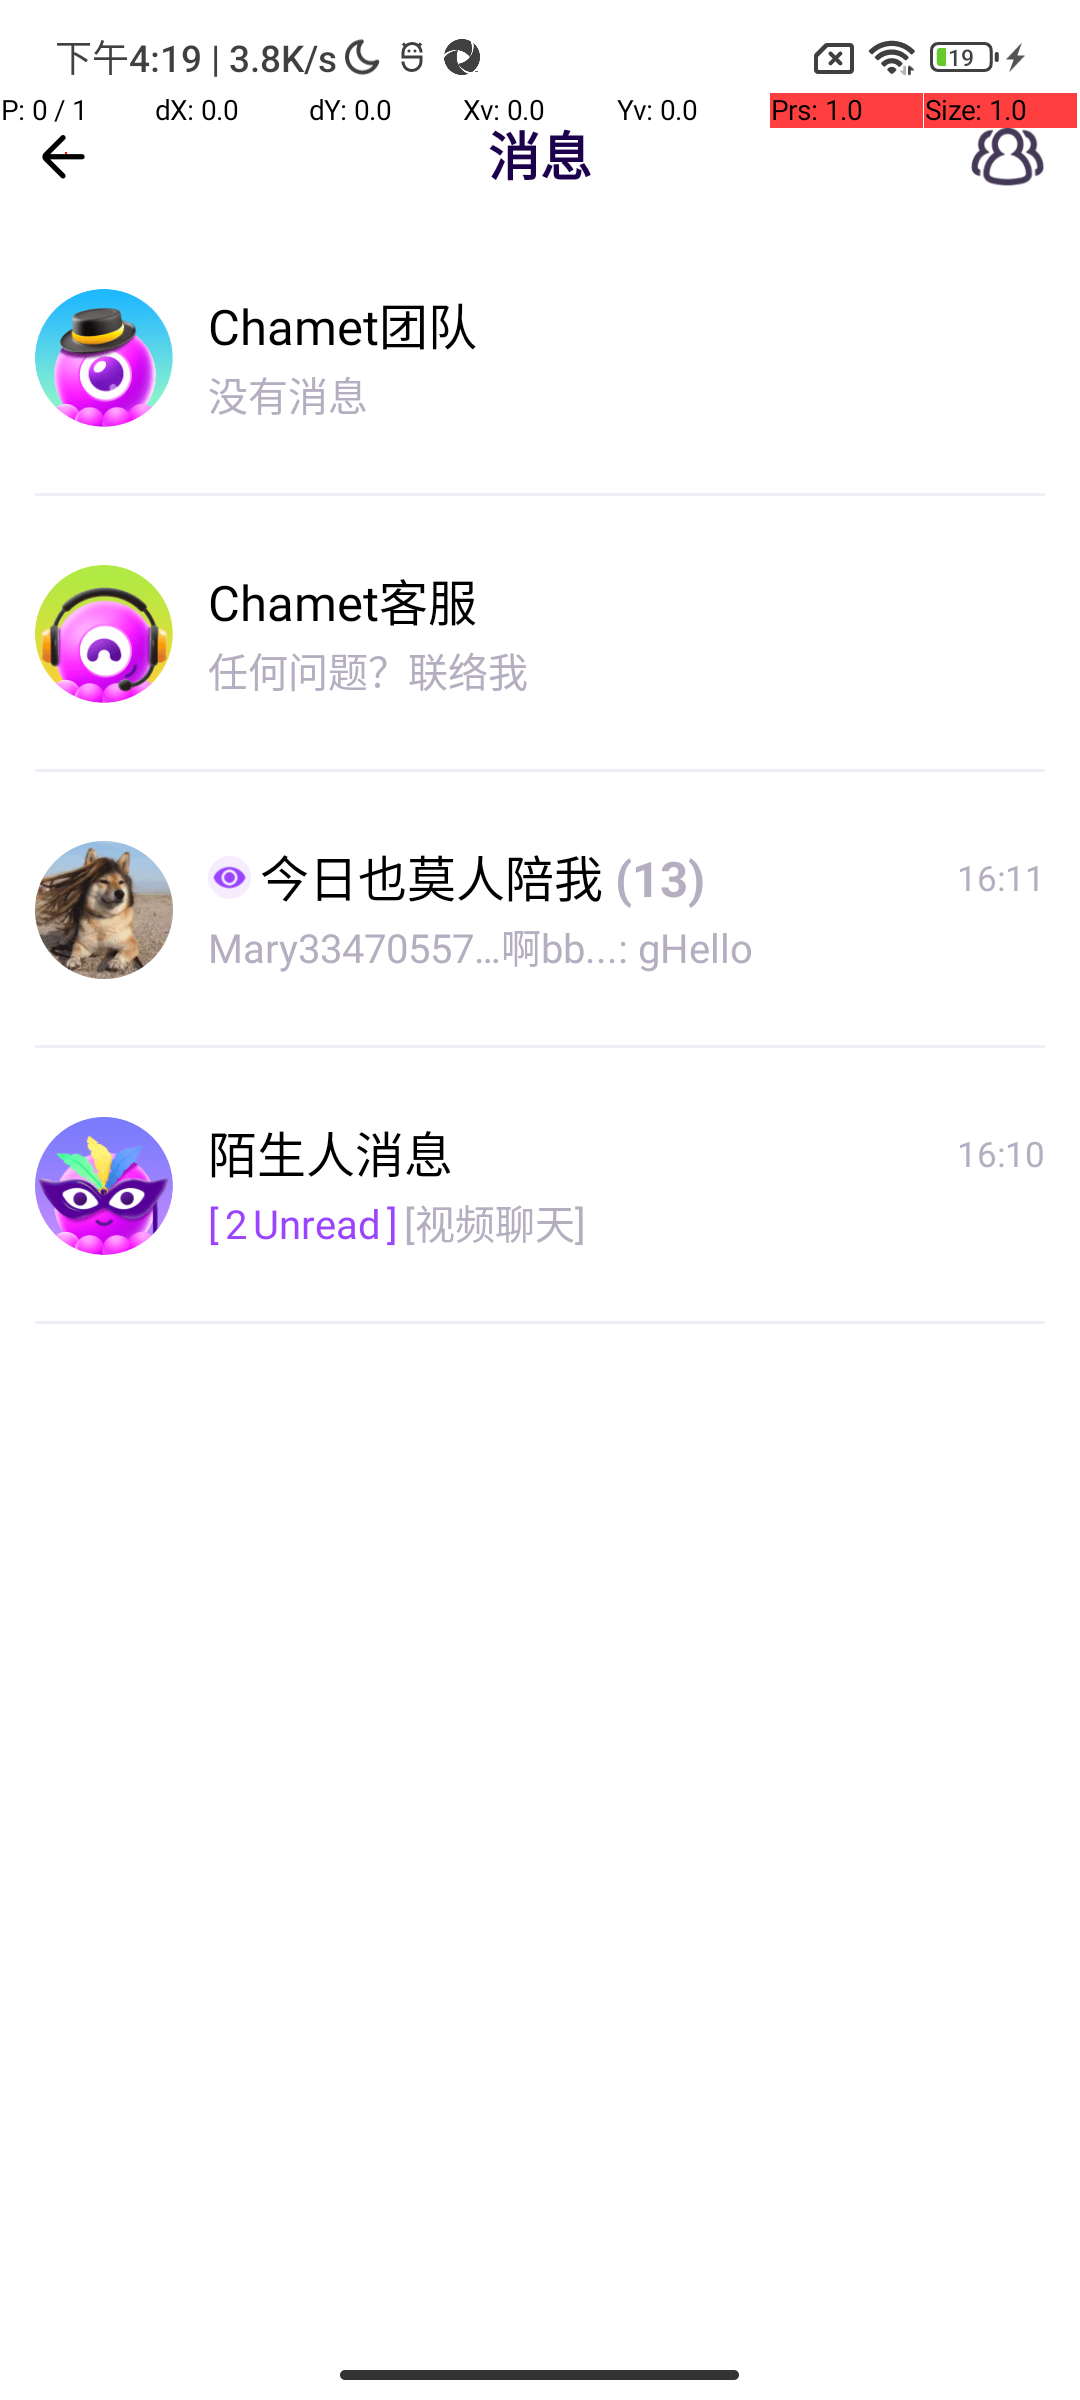 下午4:19 | 3.8K/s 19
P: 0 / 1 dX: 0.0 dY: 0.0 Xv: 0.0 Yv: 0.0 Prs: 1.0 Size: 1.0
消息
Chamet团队
没有消息
Chamet客服
任何问题？联络我
今日也莫人陪我 (13) 16:11
Mary33470557...啊bb...: gHello
陌生人消息 16:10
[ 2 Unread ] [视频聊天]